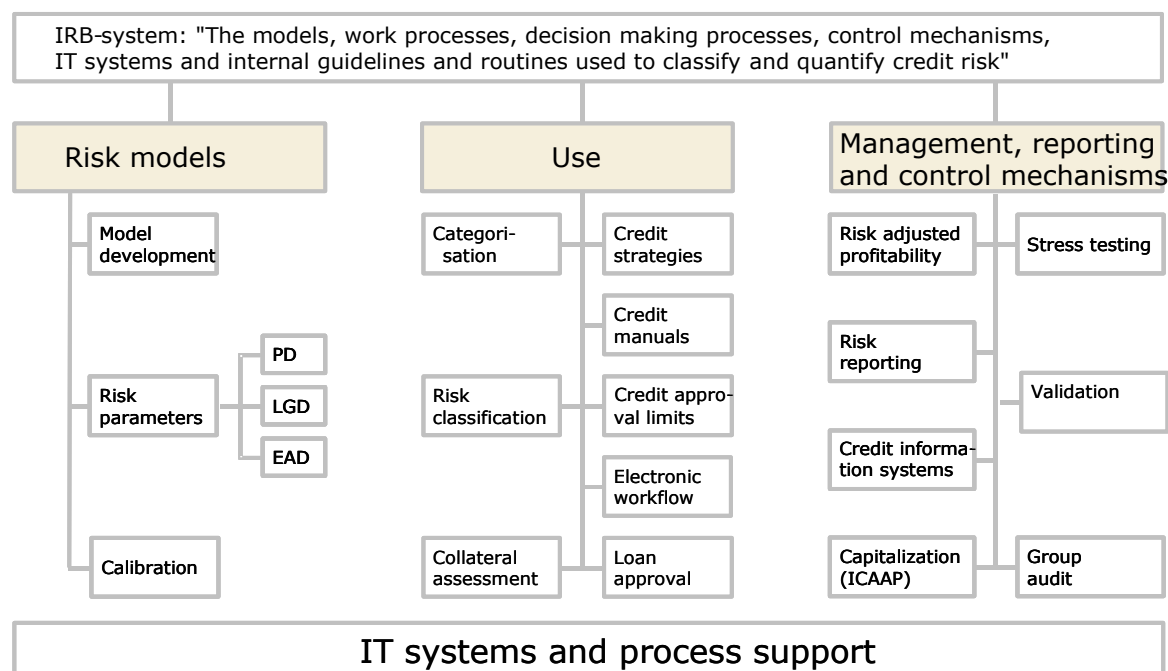 IRB-system: "The models, work processes, decision making processes, control mechanisms,
IT systems and internal guidelines and routines used to classify and quantify credit risk"
Risk models
Model
development
Risk
parameters
PD
LGD
EAD
Calibration
Use
Categori-
sation
Credit
strategies
Credit
manuals
Risk
classification
Credit appro-
val limits
Electronic
workflow
Collateral
assessment
Loan
approval
Management, reporting
and control mechanisms
Risk adjusted
profitability
Stress testing
Risk
reporting
Validation
Credit informa-
tion systems
Capitalization
(ICAAP)
Group
audit
IT systems and process support